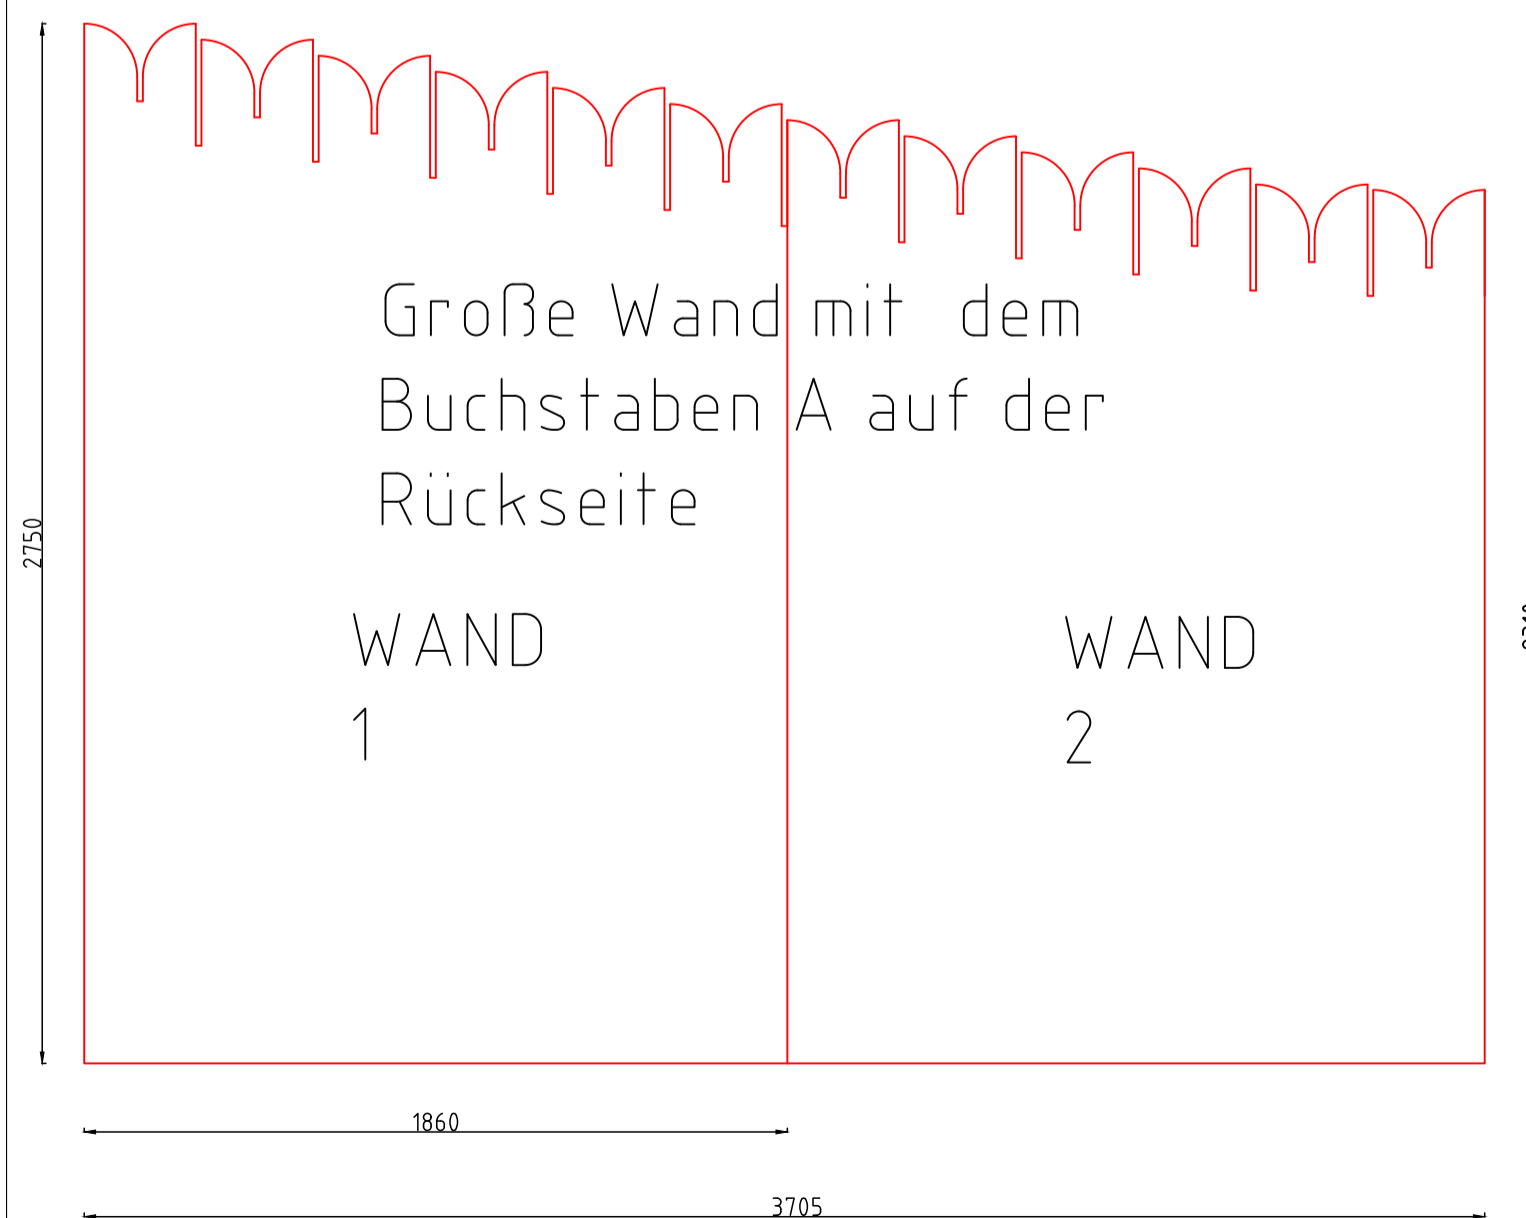 Große Wand mit dem
Buchstaben A auf der
Rückseite
2750
WAND
1
WAND
2
1860
3705